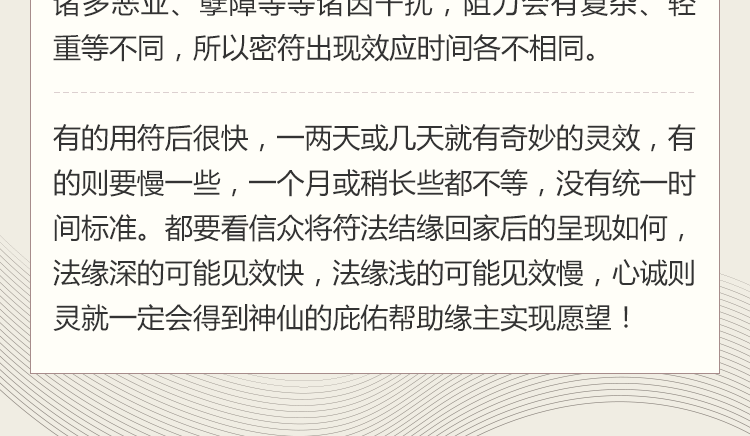 诸多恶业、孽障等等诸因干扰，阻力会有复杂、轻
重等不同，所以密符出现效应时间各不相同。
有的用符后很快，一两天或几天就有奇妙的灵效，有
的则要慢一些，一个月或稍长些都不等，没有统一时
间标准。都要看信众将符法结缘回家后的呈现如何，
法缘深的可能见效快，法缘浅的可能见效慢，心诚则
灵就一定会得到神仙的庇佑帮助缘主实现愿望！